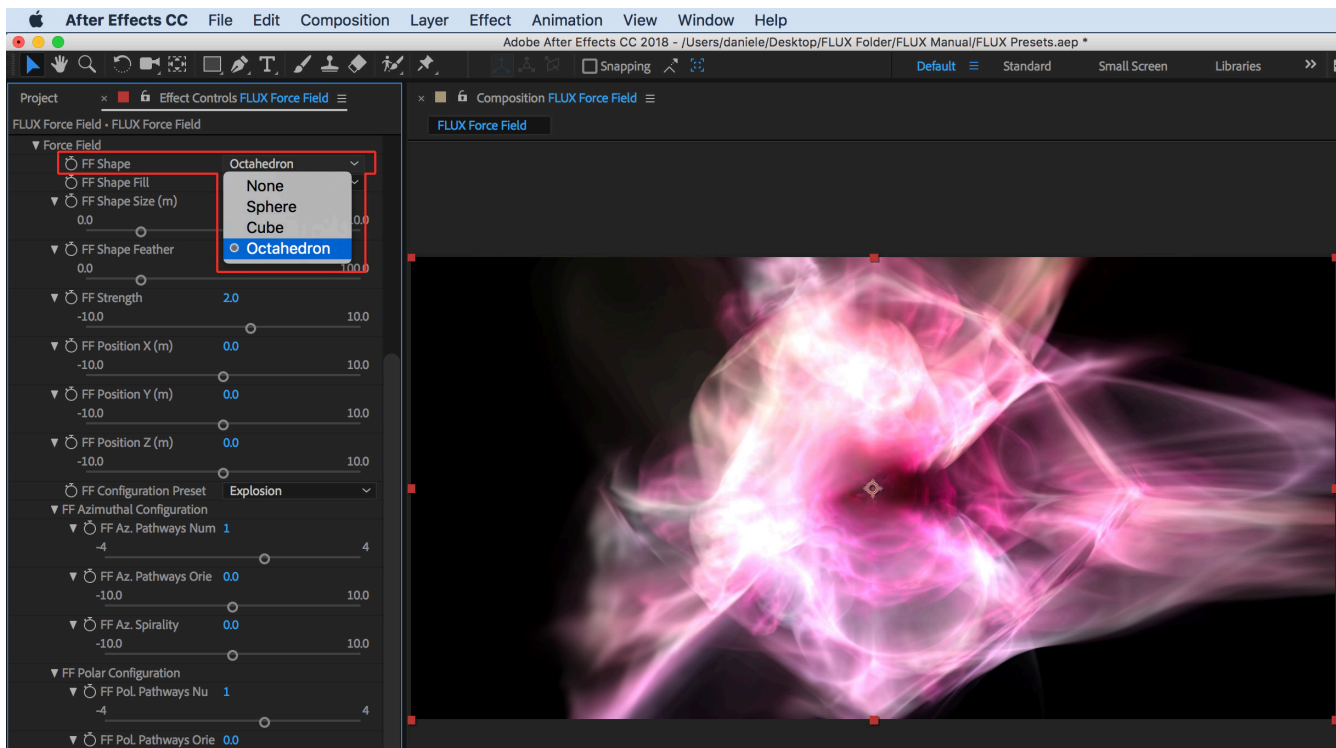 After Effects CC File Edit Composition Layer Effect Animation View Window Help
Adobe After Effects CC 2018 - /Users/daniele/Desktop/FLUX Folder/FLUX Manual/FLUX Presets.aep *
Snapping Default Standard Small Screen Libraries
Project × Effect Controls FLUX Force Field × Composition FLUX Force Field
FLUX Force Field • FLUX Force Field
FLUX Force Field
Force Field
FF Shape Octahedron
FF Shape Fill
None
FF Shape Size (m)
Sphere
0.0 0.0
Cube
FF Shape Feather
Octahedron
0.0 100.0
FF Strength 2.0
-10.0 10.0
FF Position X (m) 0.0
-10.0 10.0
FF Position Y (m) 0.0
-10.0 10.0
FF Position Z (m) 0.0
-10.0 10.0
FF Configuration Preset Explosion
FF Azimuthal Configuration
FF Az. Pathways Num 1
-4 4
FF Az. Pathways Orie 0.0
-10.0 10.0
FF Az. Spirality 0.0
-10.0 10.0
FF Polar Configuration
FF Pol. Pathways Nu 1
-4 4
FF Pol. Pathways Orie 0.0